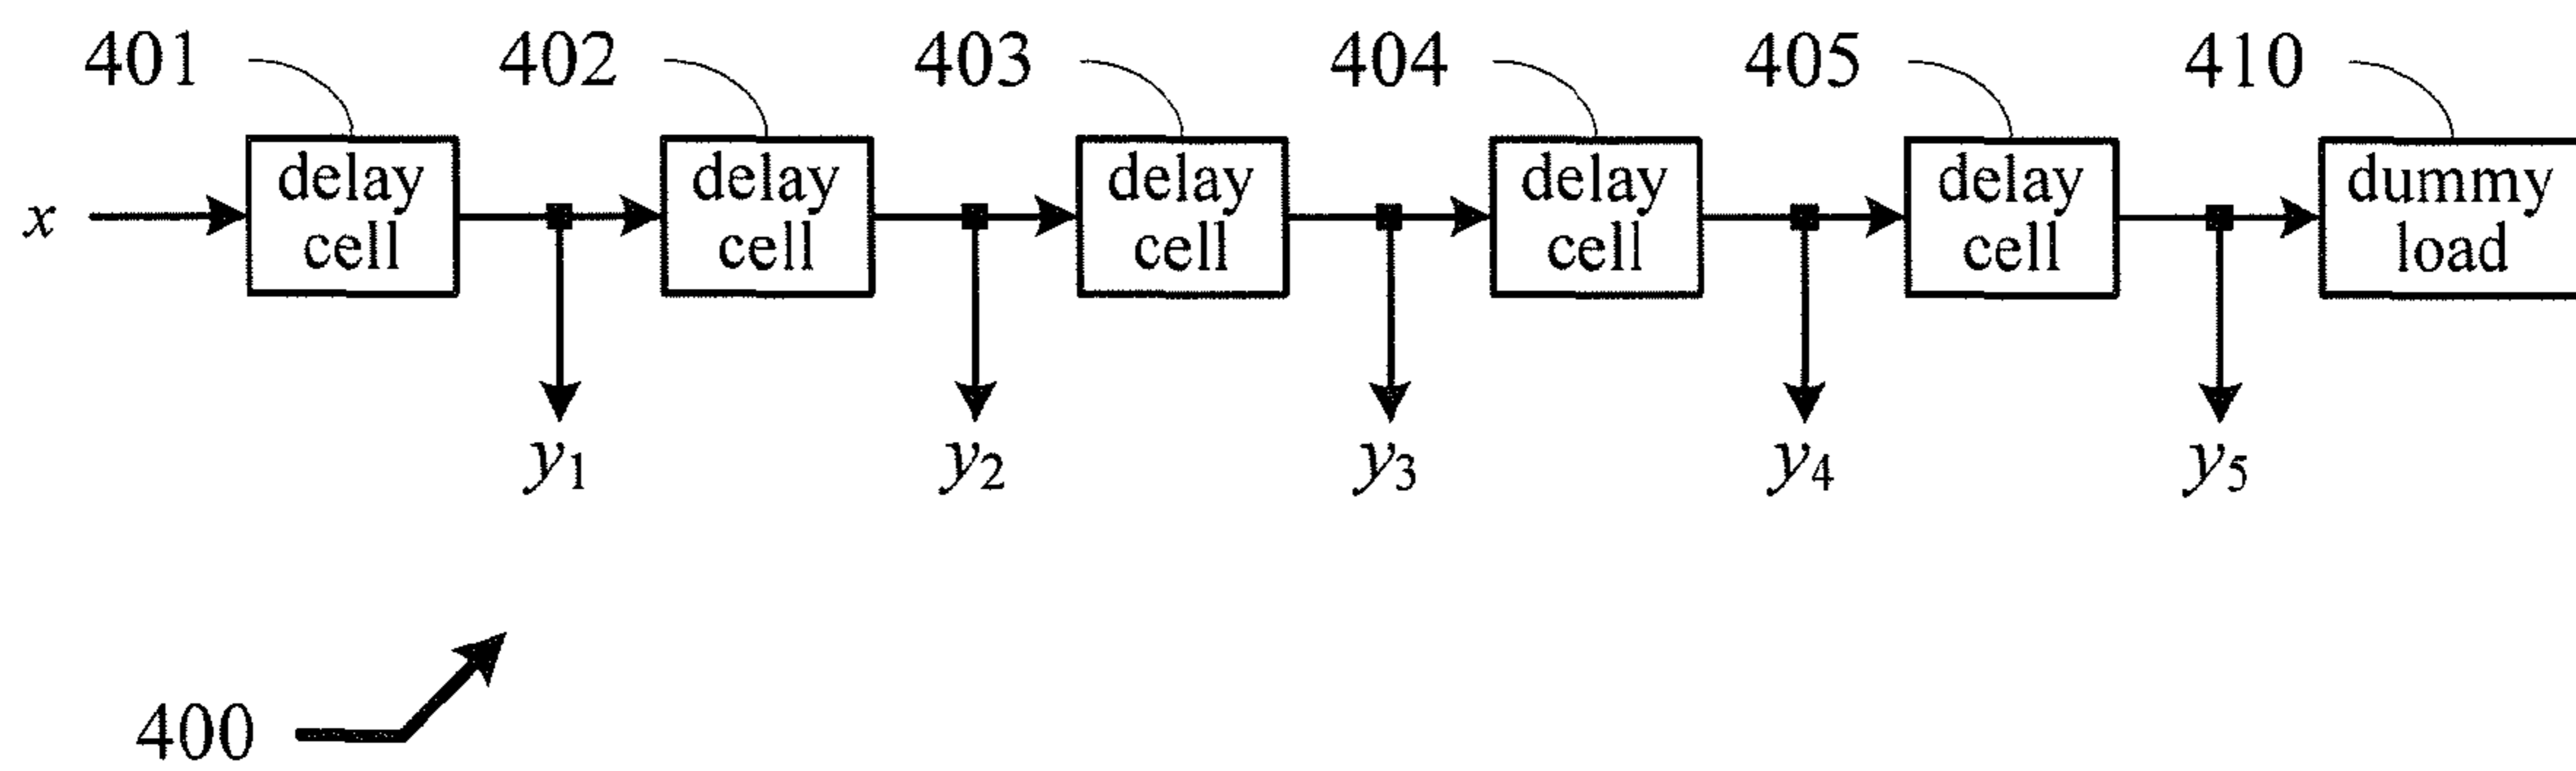 401 402 403 404 405 410
x delay cell delay cell delay cell delay cell delay cell dummy load
y1 y2 y3 y4 y5
400